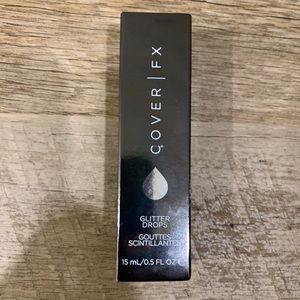 COVER | FX
GLITTER
DROPS
GOUTTES
SCINTILLANTES
15 mL/0.5 FL OZ